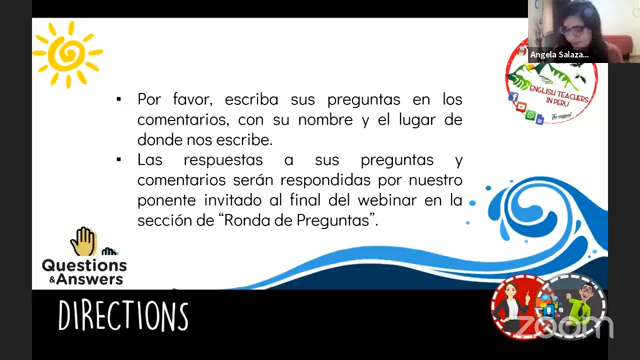 Angela Salaza...
▪ Por favor, escriba sus preguntas en los
comentarios, con su nombre y el lugar de
donde nos escribe.
▪ Las respuestas a sus preguntas y
comentarios serán respondidas por nuestro
ponente invitado al final del webinar en la
sección de “Ronda de Preguntas”.
ENGLISH TEACHERS
IN PERU
Questions
&Answers
DIRECTIONS
zoom